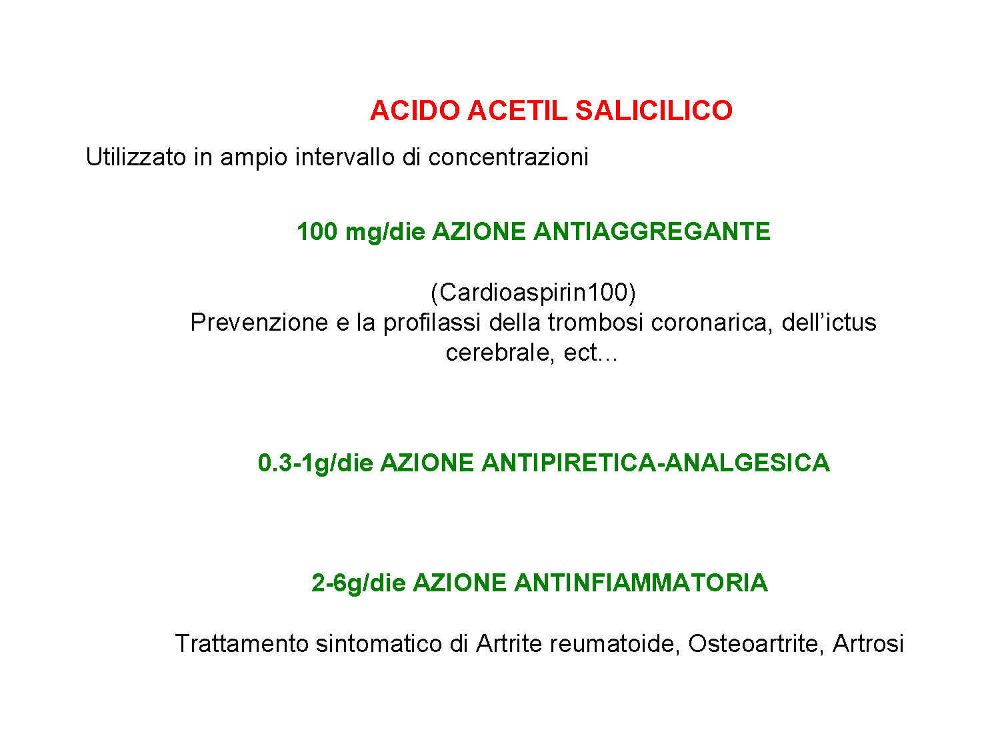 ACIDO ACETIL SALICILICO
Utilizzato in ampio intervallo di concentrazioni
100 mg/die AZIONE ANTIAGGREGANTE
(Cardioaspirin100)
Prevenzione e la profilassi della trombosi coronarica, dell’ictus
cerebrale, ect…
0.3-1g/die AZIONE ANTIPIRETICA-ANALGESICA
2-6g/die AZIONE ANTINFIAMMATORIA
Trattamento sintomatico di Artrite reumatoide, Osteoartrite, Artrosi